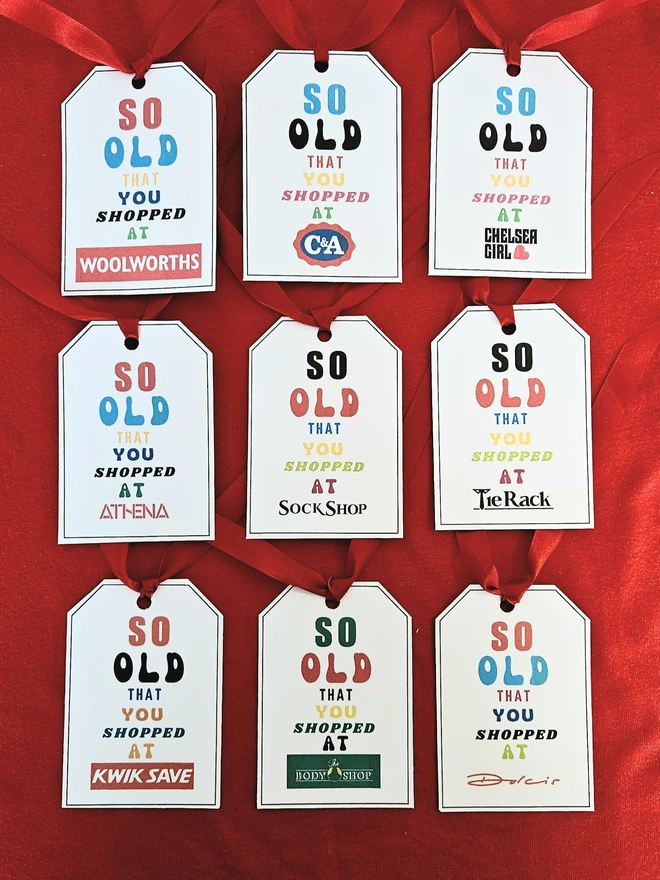 SO
OLD
THAT
YOU
SHOPPED
AT
WOOLWORTHS
SO
OLD
THAT
YOU
SHOPPED
AT
C&A
SO
OLD
THAT
YOU
SHOPPED
AT
CHELSEA
GIRL
SO
OLD
THAT
YOU
SHOPPED
AT
ATHENA
SO
OLD
THAT
YOU
SHOPPED
AT
SOCKSHOP
SO
OLD
THAT
YOU
SHOPPED
AT
TieRack
SO
OLD
THAT
YOU
SHOPPED
AT
KWIK SAVE
SO
OLD
THAT
YOU
SHOPPED
AT
The
BODY SHOP
SO
OLD
THAT
YOU
SHOPPED
AT
Dolcis